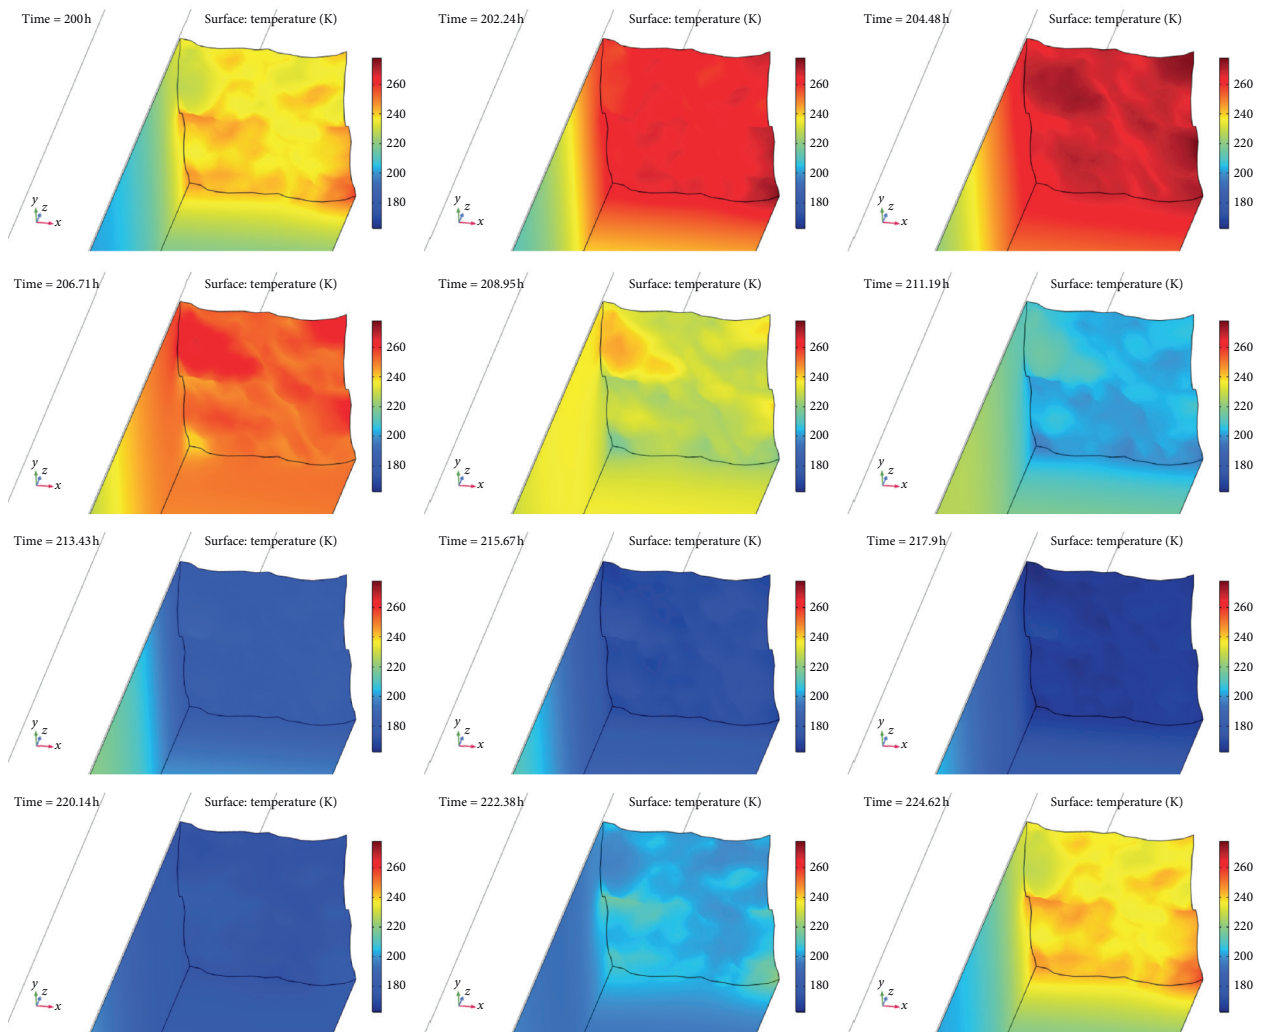 Time = 200 h Surface: temperature (K)
260
240
220
200
180
y
z
x
Time = 202.24 h Surface: temperature (K)
260
240
220
200
180
y
z
x
Time = 204.48 h Surface: temperature (K)
260
240
220
200
180
y
z
x
Time = 206.71 h Surface: temperature (K)
260
240
220
200
180
y
z
x
Time = 208.95 h Surface: temperature (K)
260
240
220
200
180
y
z
x
Time = 211.19 h Surface: temperature (K)
260
240
220
200
180
y
z
x
Time = 213.43 h Surface: temperature (K)
260
240
220
200
180
y
z
x
Time = 215.67 h Surface: temperature (K)
260
240
220
200
180
y
z
x
Time = 217.9 h Surface: temperature (K)
260
240
220
200
180
y
z
x
Time = 220.14 h Surface: temperature (K)
260
240
220
200
180
y
z
x
Time = 222.38 h Surface: temperature (K)
260
240
220
200
180
y
z
x
Time = 224.62 h Surface: temperature (K)
260
240
220
200
180
y
z
x